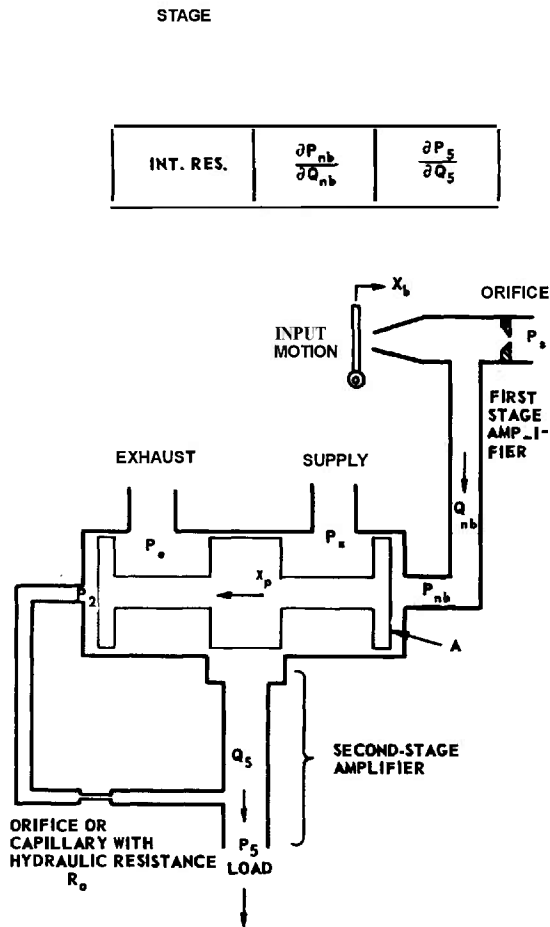 STAGE
INT. RES. ∂P_nb/∂Q_nb ∂P_5/∂Q_5
X_b
ORIFICE
P_s
INPUT
MOTION
FIRST
STAGE
AMP_I-
FIER
Q_nb
EXHAUST
SUPPLY
P_e
P_s
P_2
X_p
P_nb
A
Q_5
SECOND-STAGE
AMPLIFIER
ORIFICE OR
CAPILLARY WITH
HYDRAULIC RESISTANCE
R_o
P_5
LOAD